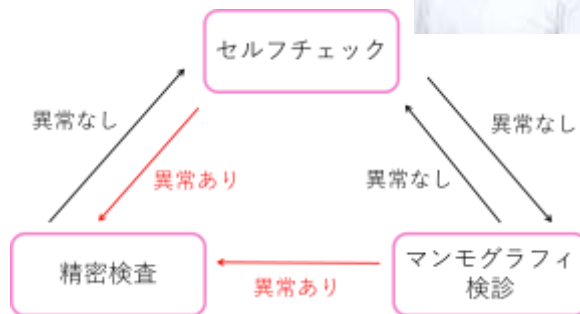 セルフチェック
異常なし
異常なし
異常あり
異常なし
精密検査
マンモグラフィ
検診
異常あり